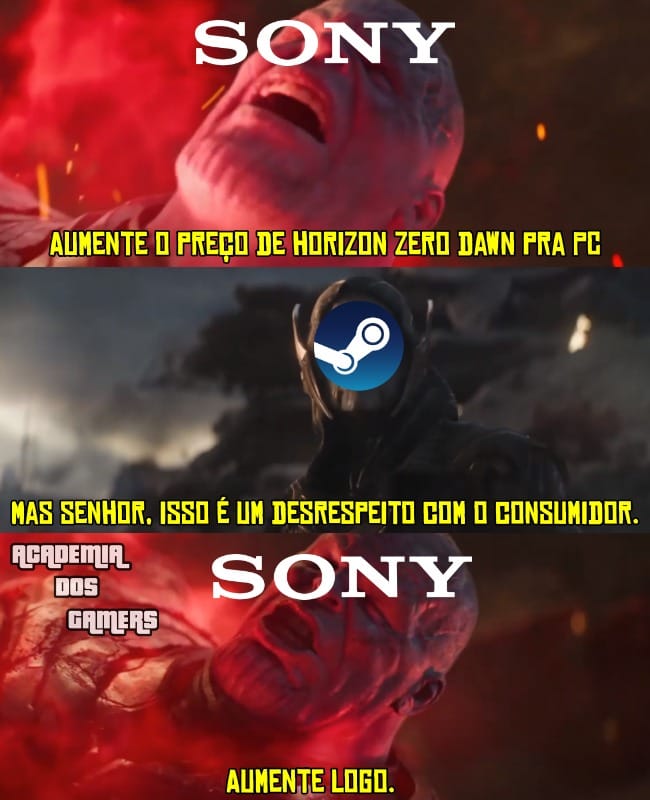 SONY
AUMENTE O PREÇO DE HORIZON ZERO DAWN PRA PC
MAS SENHOR, ISSO É UM DESRESPEITO COM O CONSUMIDOR.
ACADEMIA
DOS
GAMERS
SONY
AUMENTE LOGO.